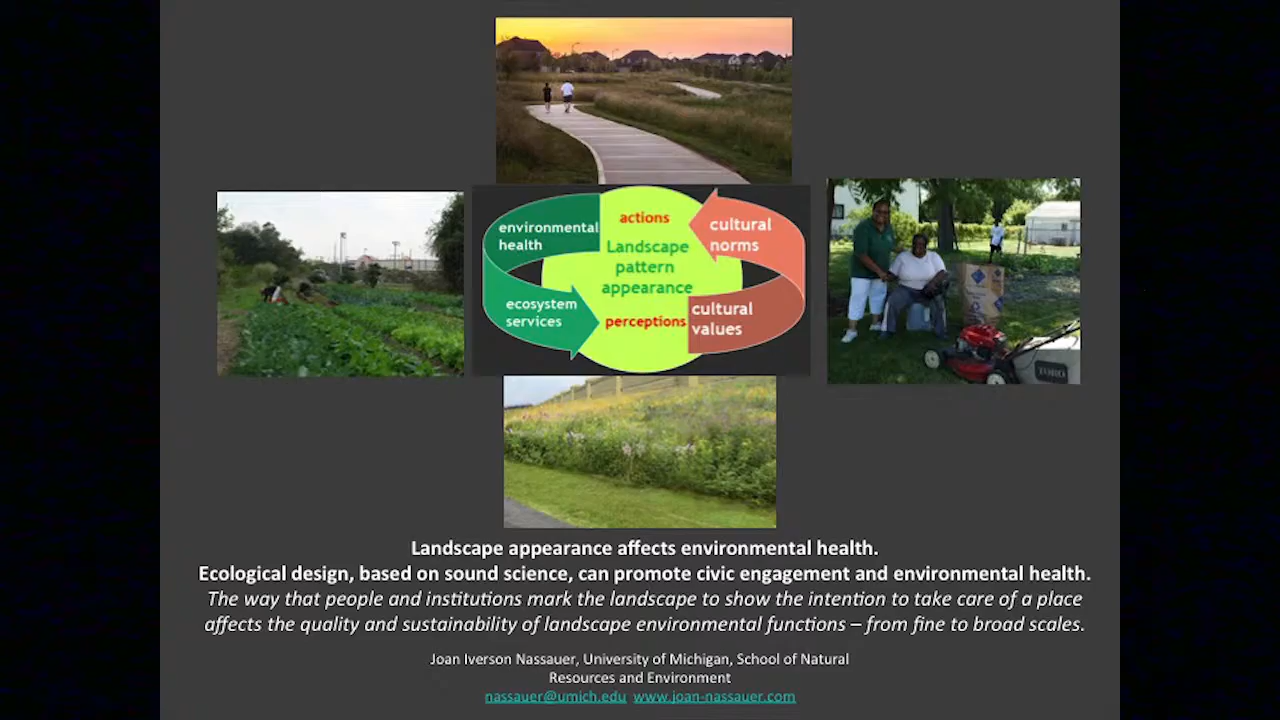 environmental
health
actions
Landscape
pattern
appearance
cultural
norms
ecosystem
services
perceptions
cultural
values
Landscape appearance affects environmental health.
Ecological design, based on sound science, can promote civic engagement and environmental health.
The way that people and institutions mark the landscape to show the intention to take care of a place
affects the quality and sustainability of landscape environmental functions – from fine to broad scales.
Joan Iverson Nassauer, University of Michigan, School of Natural
Resources and Environment
nassauer@umich.edu www.joan-nassauer.com